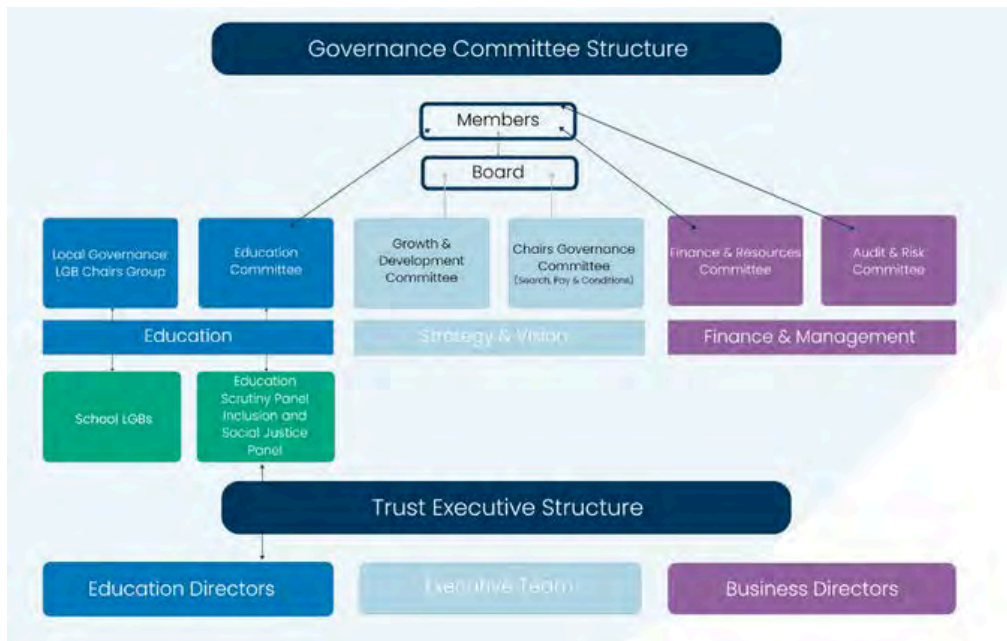 Governance Committee Structure
Members
Board
Local Governance:
LGB Chairs Group
Education
Committee
Growth &
Development
Committee
Chairs Governance
Committee
(Search, Pay & Conditions)
Finance & Resources
Committee
Audit & Risk
Committee
Education
Strategy & Vision
Finance & Management
School LGBs
Education
Scrutiny Panel
Inclusion and
Social Justice
Panel
Trust Executive Structure
Education Directors
Executive Team
Business Directors